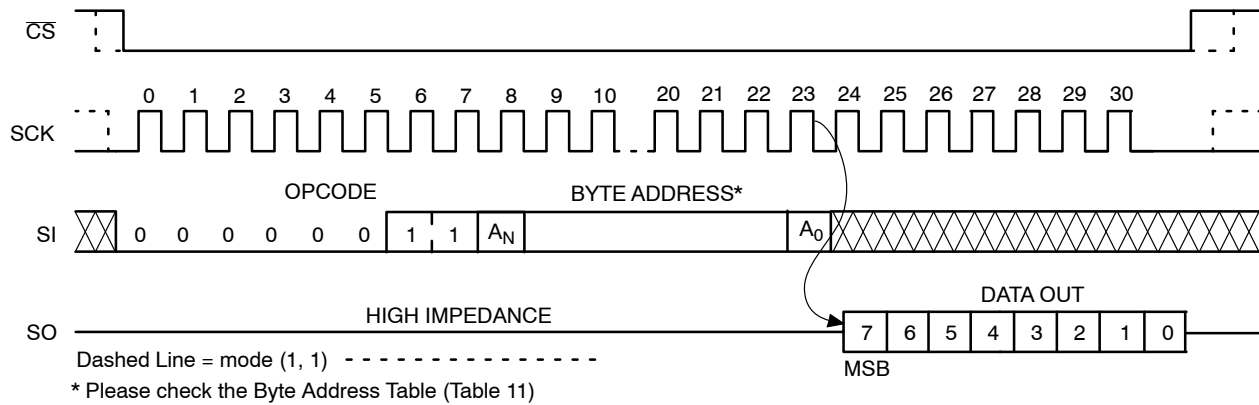 CS
0 1 2 3 4 5 6 7 8 9 10 20 21 22 23 24 25 26 27 28 29 30
SCK
OPCODE BYTE ADDRESS*
SI 0 0 0 0 0 0 1 1 AN A0
DATA OUT
HIGH IMPEDANCE
SO 7 6 5 4 3 2 1 0
Dashed Line = mode (1, 1) - - - - - - - - - - - - - - - - - -
MSB
* Please check the Byte Address Table (Table 11)